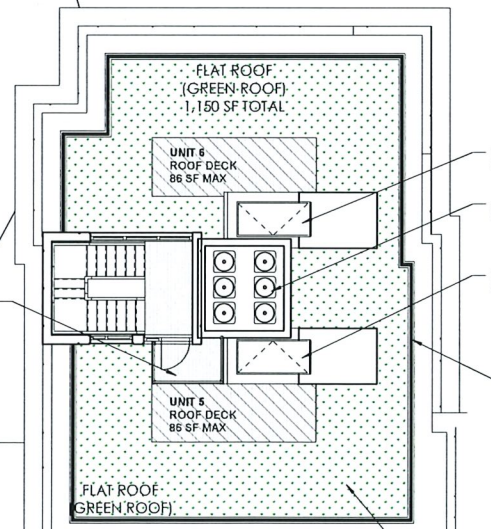 FLAT ROOF
(GREEN ROOF)
1,150 SF TOTAL
UNIT 6
ROOF DECK
86 SF MAX
UNIT 5
ROOF DECK
86 SF MAX
FLAT ROOF
(GREEN ROOF)